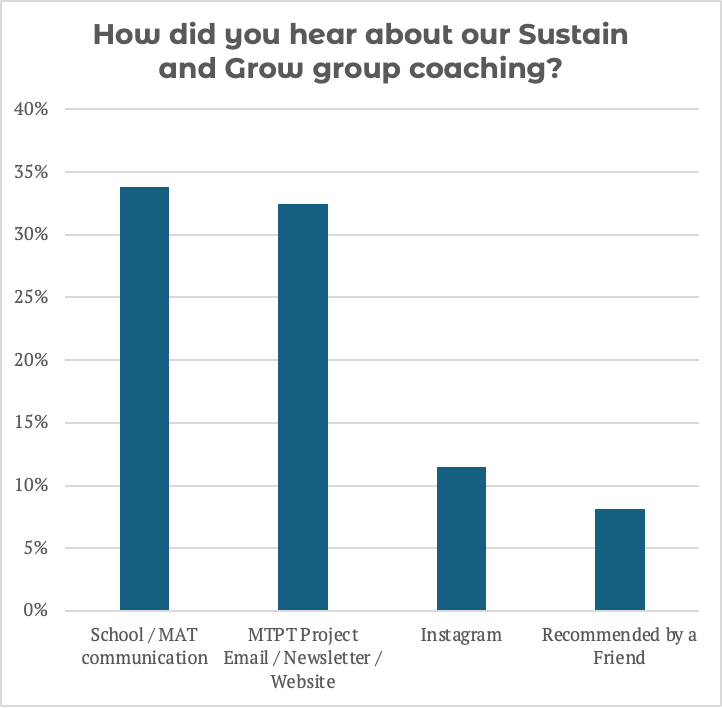 How did you hear about our Sustain
and Grow group coaching?
40%
35%
30%
25%
20%
15%
10%
5%
0%
School / MAT
communication
MTPT Project
Email / Newsletter /
Website
Instagram
Recommended by a
Friend